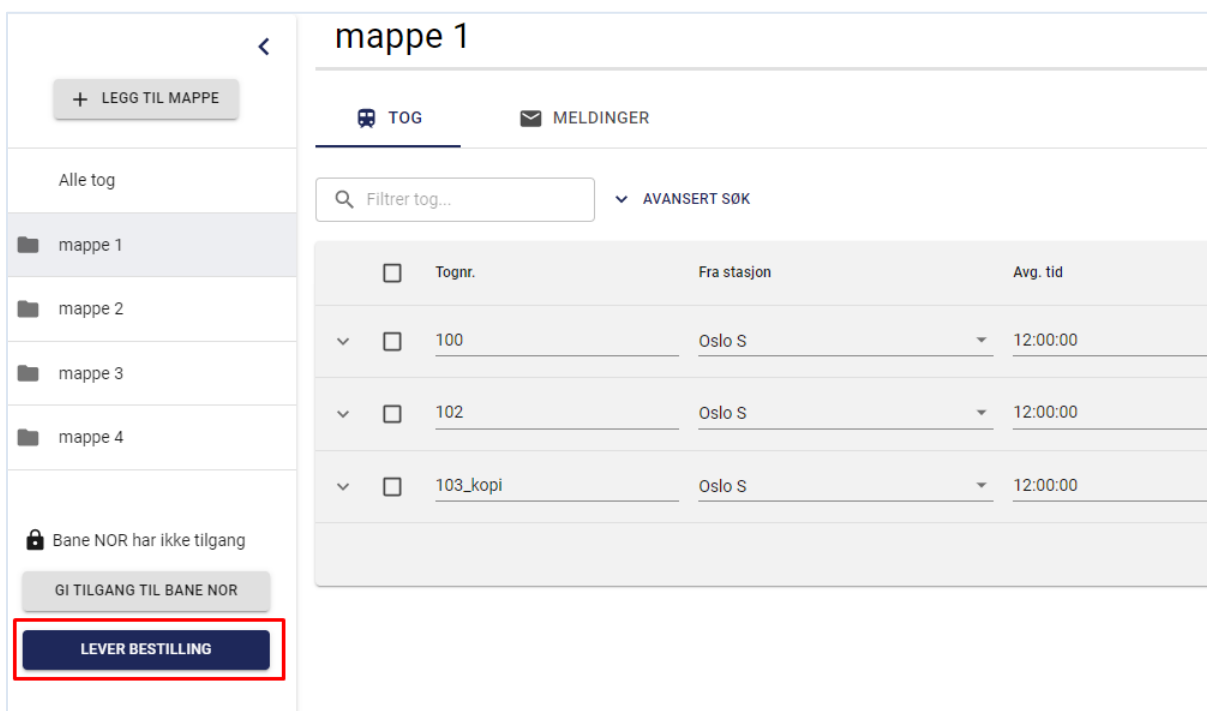 mappe 1
LEGG TIL MAPPE
TOG
MELDINGER
Alle tog
Filtrer tog...
AVANSERT SØK
mappe 1
mappe 2
mappe 3
mappe 4
Tognr. Fra stasjon Avg. tid
100 Oslo S 12:00:00
102 Oslo S 12:00:00
103_kopi Oslo S 12:00:00
Bane NOR har ikke tilgang
GI TILGANG TIL BANE NOR
LEVER BESTILLING